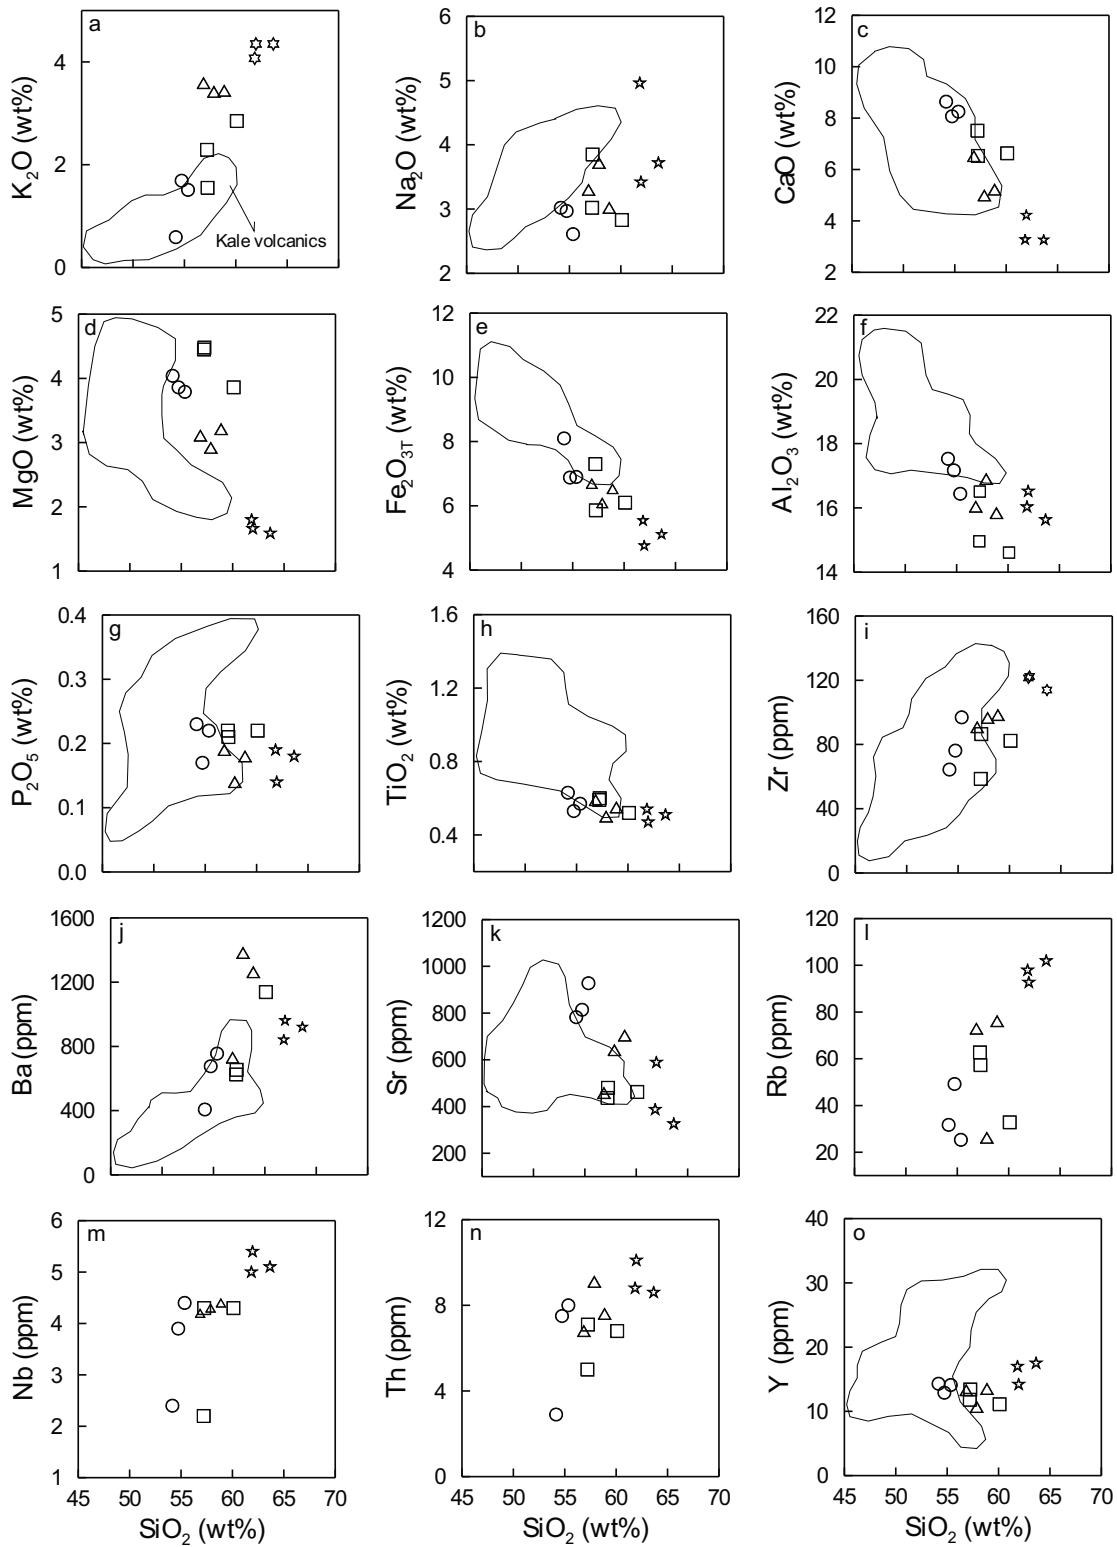 a
K₂O (wt%)
4
2
0
Kale volcanics
b
Na₂O (wt%)
6
5
4
3
2
c
CaO (wt%)
12
10
8
6
4
2
d
MgO (wt%)
5
4
3
2
1
e
Fe₂O₃T (wt%)
12
10
8
6
4
f
Al₂O₃ (wt%)
22
20
18
16
14
g
P₂O₅ (wt%)
0.4
0.3
0.2
0.1
0.0
h
TiO₂ (wt%)
1.6
1.2
0.8
0.4
i
Zr (ppm)
160
120
80
40
0
j
Ba (ppm)
1600
1200
800
400
0
k
Sr (ppm)
1200
1000
800
600
400
200
l
Rb (ppm)
120
100
80
60
40
20
m
Nb (ppm)
6
5
4
3
2
1
45 50 55 60 65 70
SiO₂ (wt%)
n
Th (ppm)
12
8
4
0
45 50 55 60 65 70
SiO₂ (wt%)
o
Y (ppm)
40
30
20
10
0
45 50 55 60 65 70
SiO₂ (wt%)